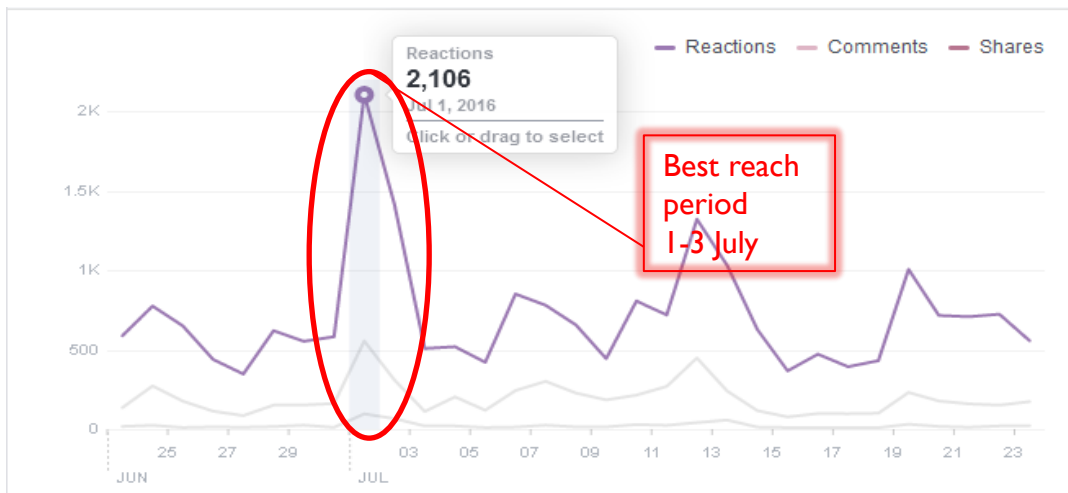 Reactions Comments Shares
Reactions
2,106
Jul 1, 2016
Click or drag to select
2K
1.5K
1K
500
0
Best reach
period
1-3 July
25 27 29 03 05 07 09 11 13 15 17 19 21 23
JUN JUL